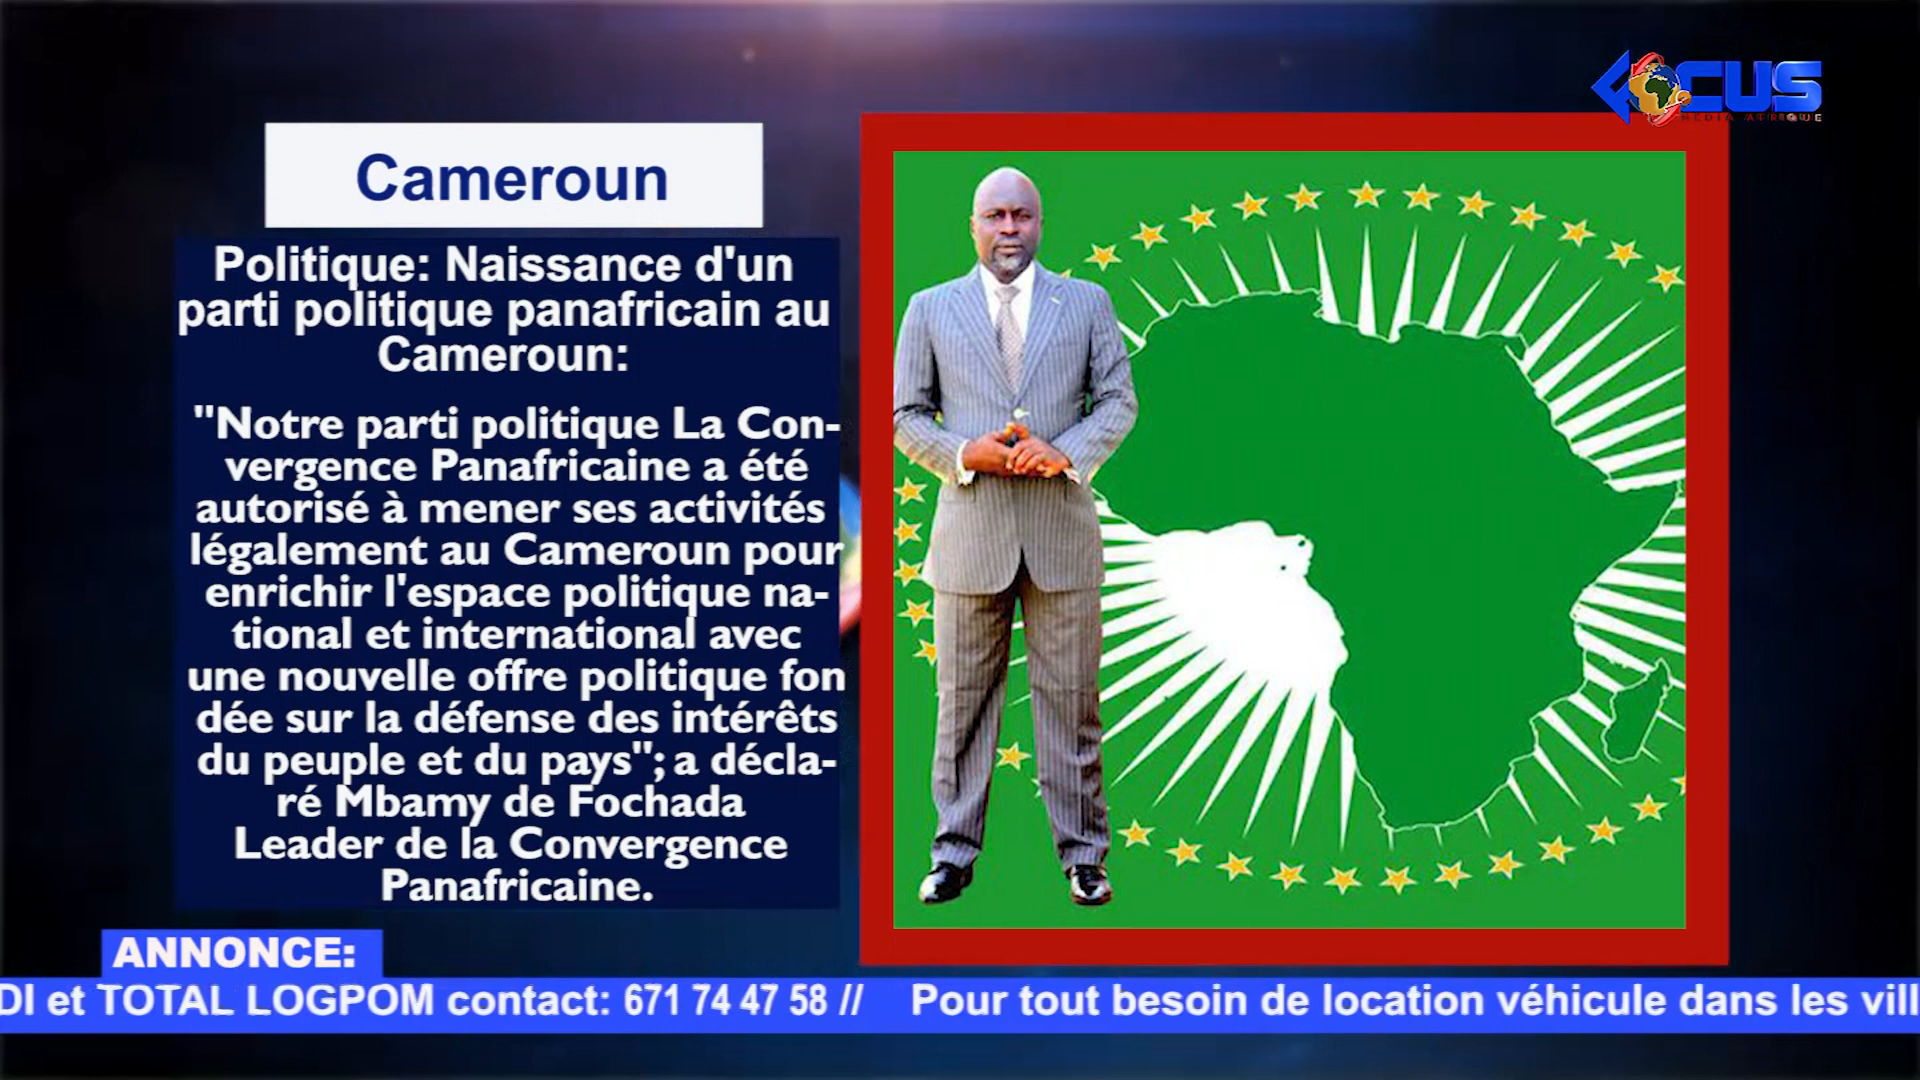 CUS
MEDIA AFRIQUE
Cameroun
Politique: Naissance d'un
parti politique panafricain au
Cameroun:
"Notre parti politique La Con-
vergence Panafricaine a été
autorisé à mener ses activités
légalement au Cameroun pour
enrichir l'espace politique na-
tional et international avec
une nouvelle offre politique fon
dée sur la défense des intérêts
du peuple et du pays"; a décla-
ré Mbamy de Fochada
Leader de la Convergence
Panafricaine.
ANNONCE:
DI et TOTAL LOGPOM contact: 671 74 47 58 // Pour tout besoin de location véhicule dans les vill